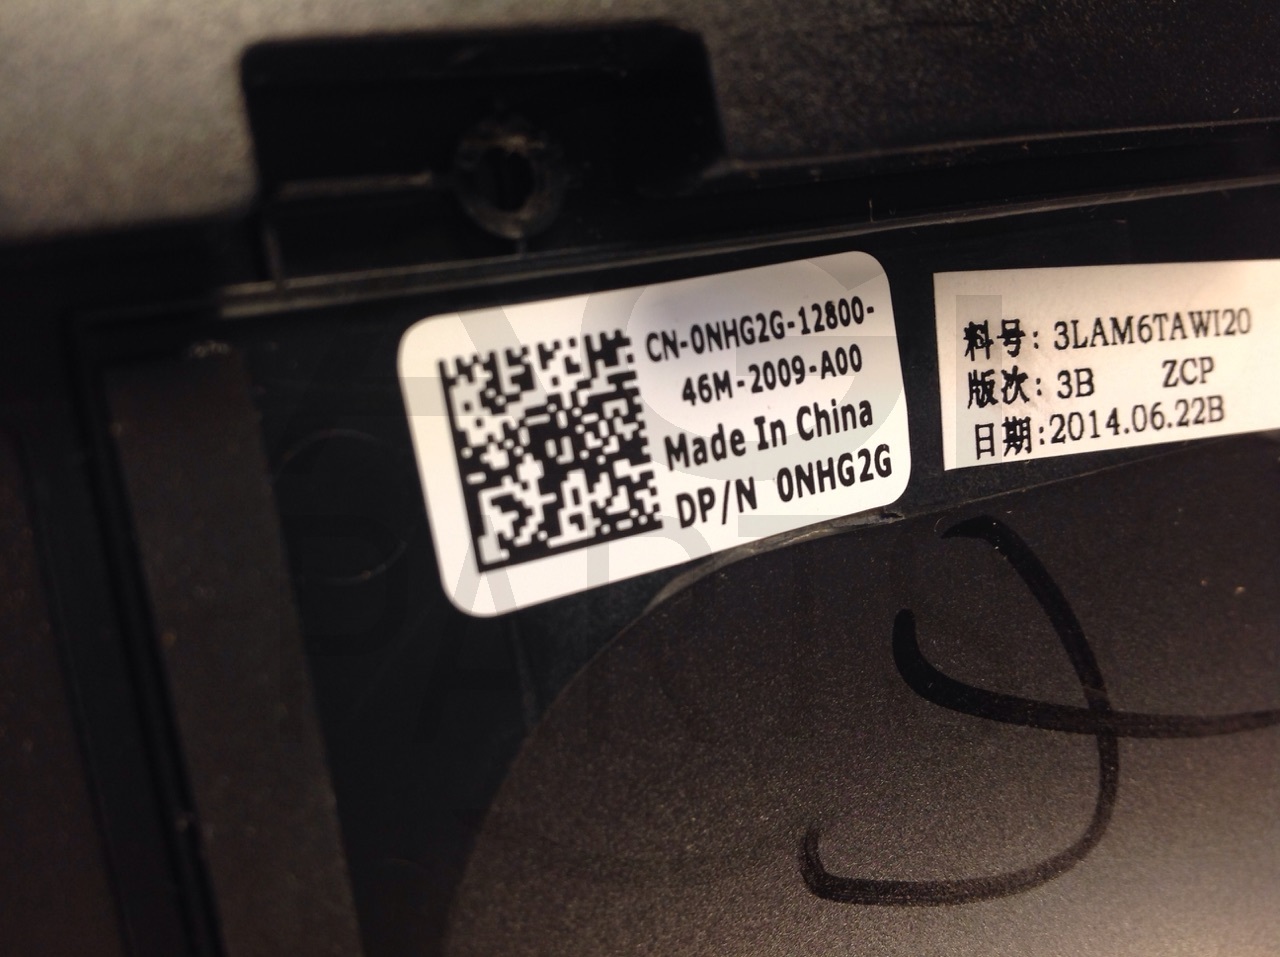 CN-0NHG2G-12800-
46M-2009-A00
Made In China
DP/N 0NHG2G
料号: 3LAM6TAWI20
版次: 3B ZCP
日期:2014.06.22B